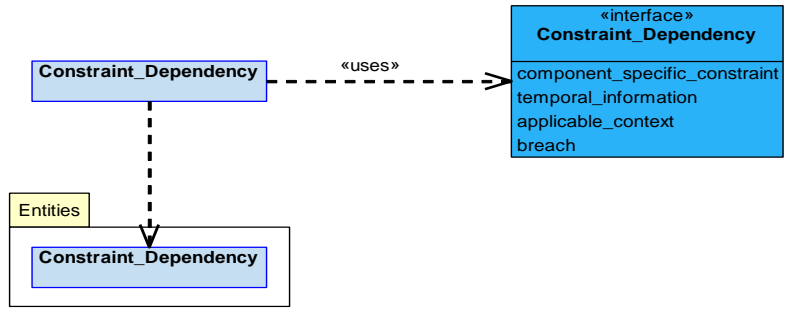 «interface»
Constraint_Dependency
Constraint_Dependency
«uses»
component_specific_constraint
temporal_information
applicable_context
breach
Entities
Constraint_Dependency